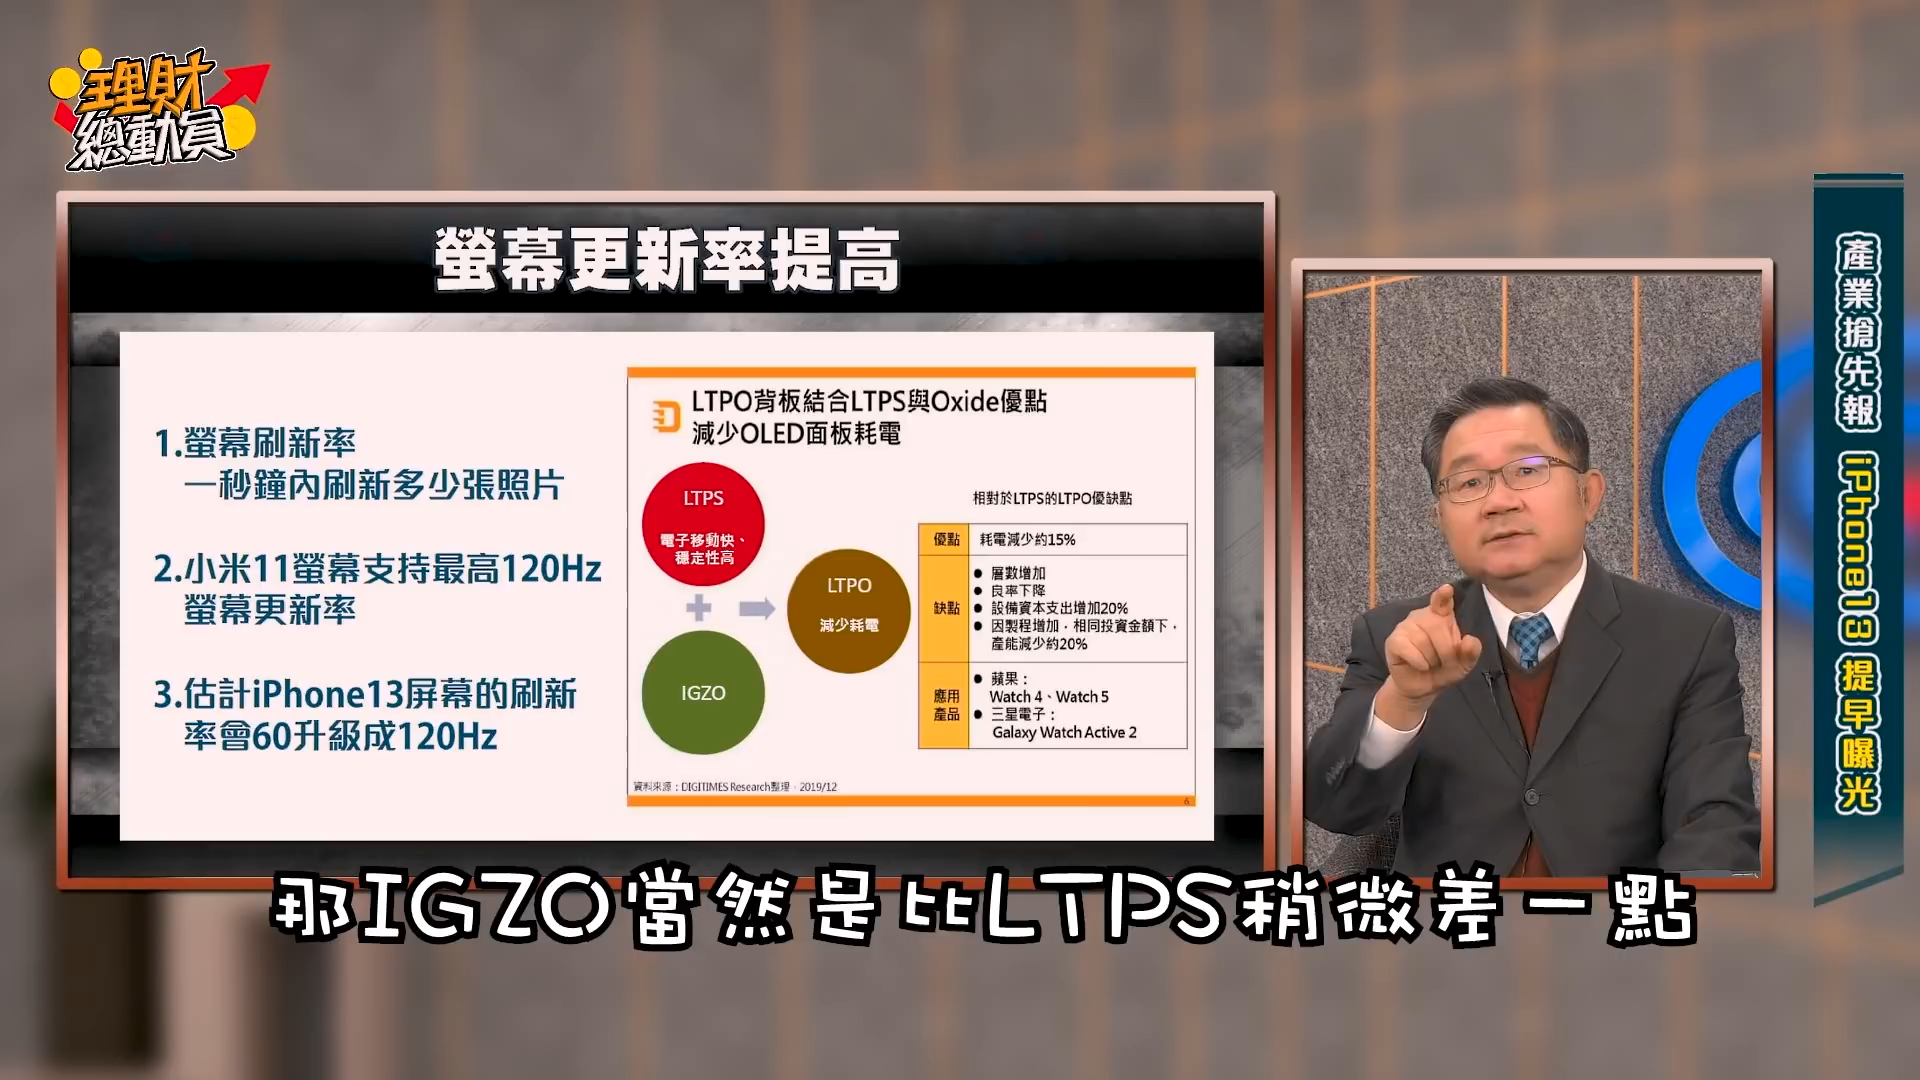 理財
總動員
螢幕更新率提高
1.螢幕刷新率
一秒鐘內刷新多少張照片
2.小米11螢幕支持最高120Hz
螢幕更新率
3.估計iPhone13屏幕的刷新
率會60升級成120Hz
LTPO背板結合LTPS與Oxide優點
減少OLED面板耗電
LTPS
電子移動快、
穩定性高
LTPO
減少耗電
IGZO
相對於LTPS的LTPO優缺點
優點
耗電減少約15%
缺點
● 層數增加
● 良率下降
● 設備資本支出增加20%
● 因製程增加，相同投資金額下，
產能減少約20%
應用
產品
● 蘋果：
Watch 4、Watch 5
● 三星電子：
Galaxy Watch Active 2
資料來源：DIGITIMES Research整理，2019/12
6
產業搶先報 iPhone13 提早曝光
那IGZO當然是比LTPS稍微差一點